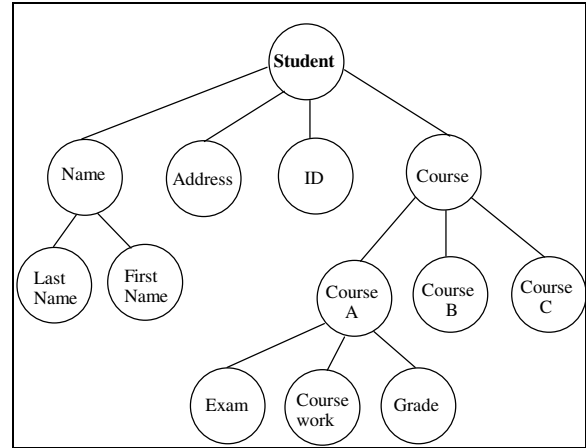 Student
Name
Address
ID
Course
Last
Name
First
Name
Course
A
Course
B
Course
C
Exam
Course
work
Grade